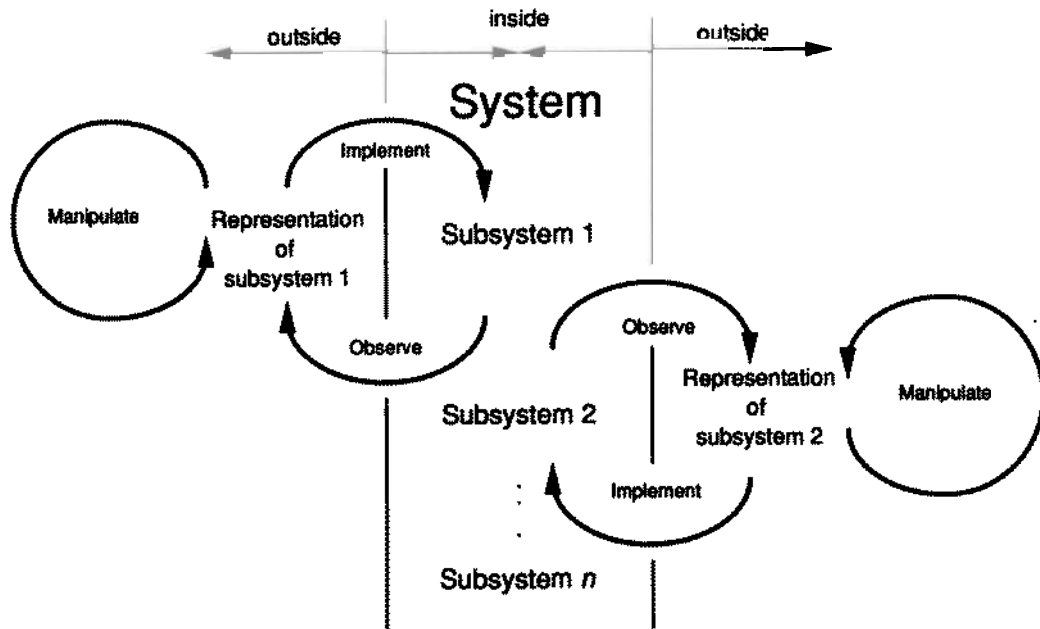 inside
outside
outside
System
Implement
Manipulate
Representation
of
subsystem 1
Subsystem 1
Observe
Observe
Subsystem 2
Representation
of
subsystem 2
Manipulate
Implement
Subsystem n